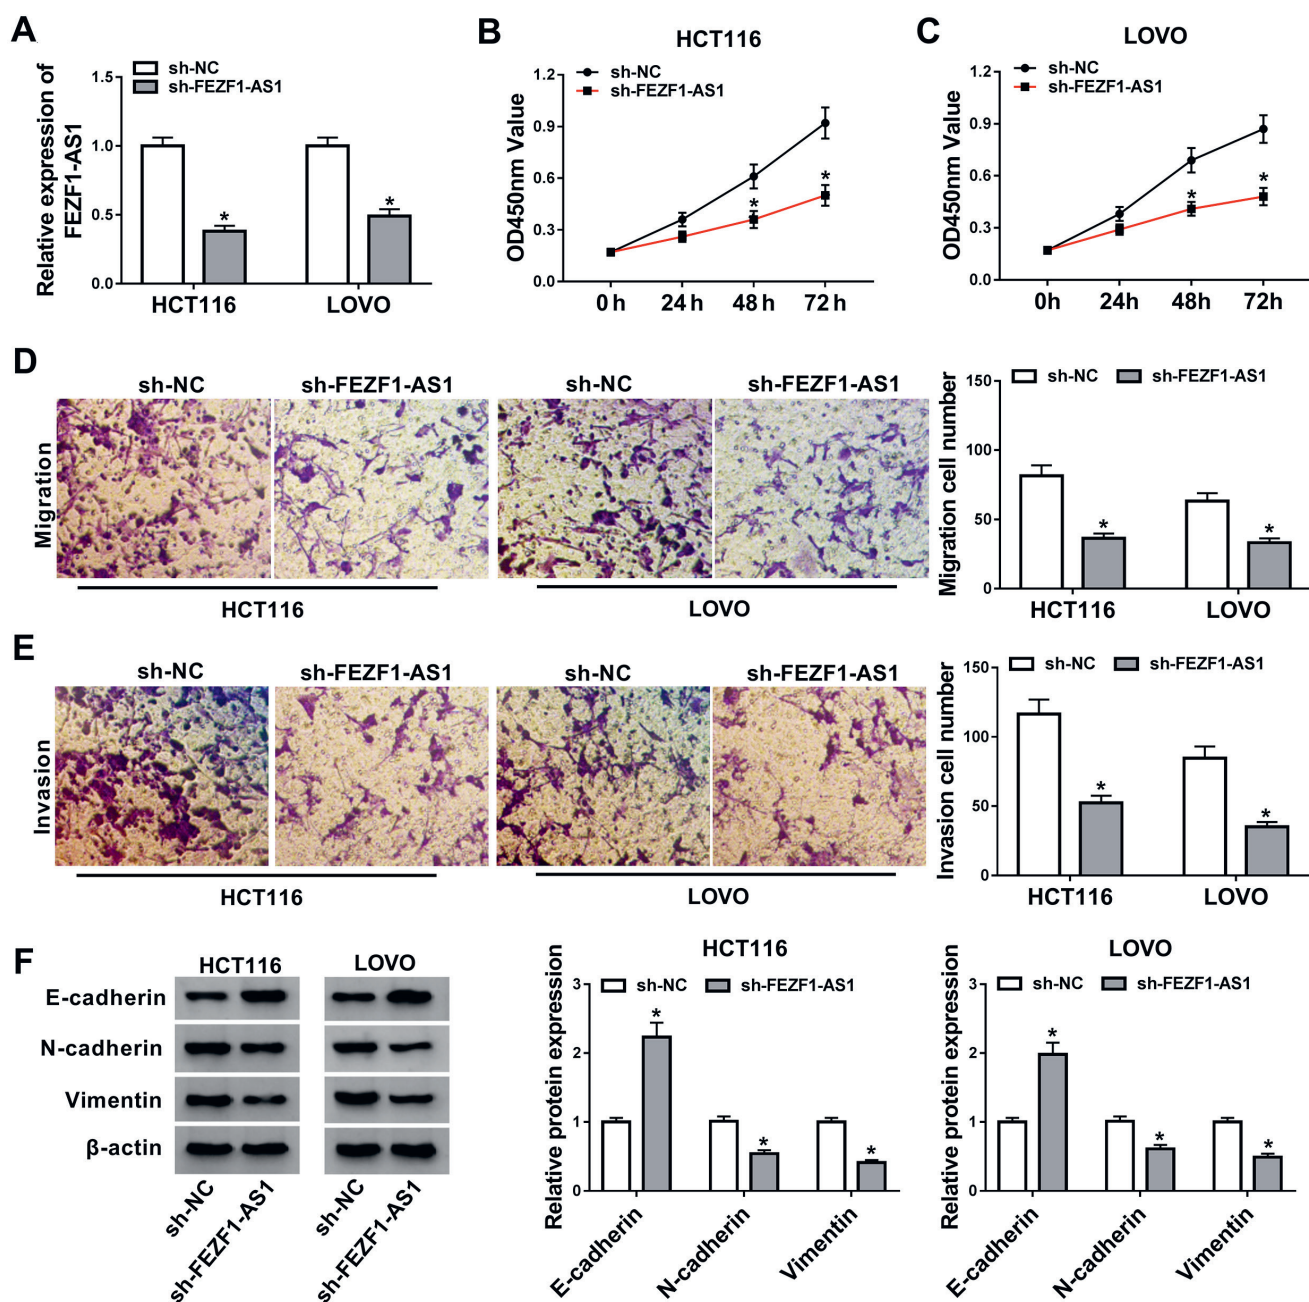 A
sh-NC
sh-FEZF1-AS1
Relative expression of
FEZF1-AS1
1.5
1.0
0.5
0.0
*
*
HCT116
LOVO
B
HCT116
sh-NC
sh-FEZF1-AS1
OD450nm Value
1.2
0.9
0.6
0.3
0.0
*
*
0h
24h
48h
72h
C
LOVO
sh-NC
sh-FEZF1-AS1
OD450nm Value
1.2
0.9
0.6
0.3
0.0
*
*
0h
24h
48h
72h
D
sh-NC
sh-FEZF1-AS1
sh-NC
sh-FEZF1-AS1
Migration
HCT116
LOVO
Migration cell number
150
100
50
0
sh-NC
sh-FEZF1-AS1
*
*
HCT116
LOVO
E
sh-NC
sh-FEZF1-AS1
sh-NC
sh-FEZF1-AS1
Invasion
HCT116
LOVO
Invasion cell number
150
100
50
0
sh-NC
sh-FEZF1-AS1
*
*
HCT116
LOVO
F
HCT116
LOVO
E-cadherin
N-cadherin
Vimentin
β-actin
sh-NC
sh-FEZF1-AS1
sh-NC
sh-FEZF1-AS1
HCT116
Relative protein expression
3
2
1
0
sh-NC
sh-FEZF1-AS1
*
*
*
E-cadherin
N-cadherin
Vimentin
LOVO
Relative protein expression
3
2
1
0
sh-NC
sh-FEZF1-AS1
*
*
*
E-cadherin
N-cadherin
Vimentin